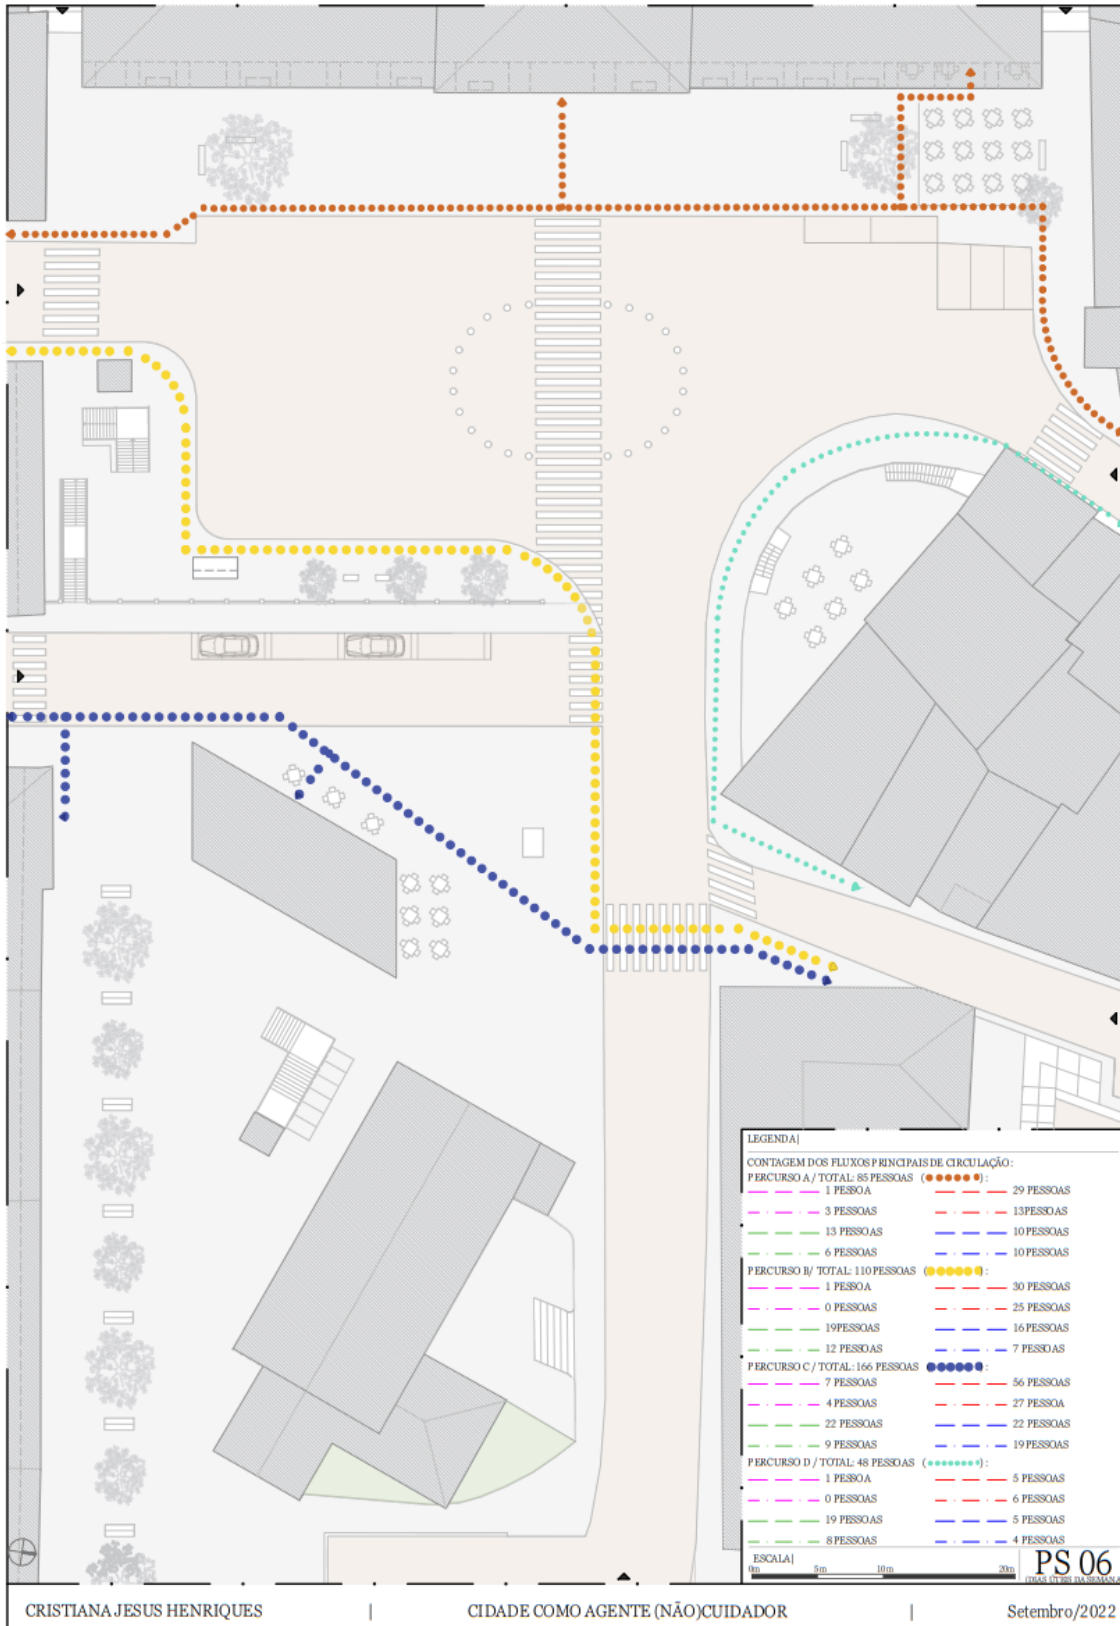 LEGENDA|
CONTAGEM DOS FLUXOS PRINCIPAIS DE CIRCULAÇÃO:
PERCURSO A / TOTAL: 85 PESSOAS ( ):
1 PESSOA 29 PESSOAS
3 PESSOAS 13PESSOAS
13 PESSOAS 10 PESSOAS
6 PESSOAS 10 PESSOAS
PERCURSO B/ TOTAL: 110 PESSOAS ( ):
1 PESSOA 30 PESSOAS
0 PESSOAS 25 PESSOAS
19PESSOAS 16 PESSOAS
12 PESSOAS 7 PESSOAS
PERCURSO C / TOTAL: 166 PESSOAS ( ):
7 PESSOAS 56 PESSOAS
4 PESSOAS 27 PESSOA
22 PESSOAS 22 PESSOAS
9 PESSOAS 19 PESSOAS
PERCURSO D / TOTAL: 48 PESSOAS ( ):
1 PESSOA 5 PESSOAS
0 PESSOAS 6 PESSOAS
19 PESSOAS 5 PESSOAS
8 PESSOAS 4 PESSOAS
ESCALA|
0m 5m 10m 20m
PS 06
(DIAS ÚTEIS DA SEMANA
CRISTIANA JESUS HENRIQUES | CIDADE COMO AGENTE (NÃO)CUIDADOR | Setembro/2022